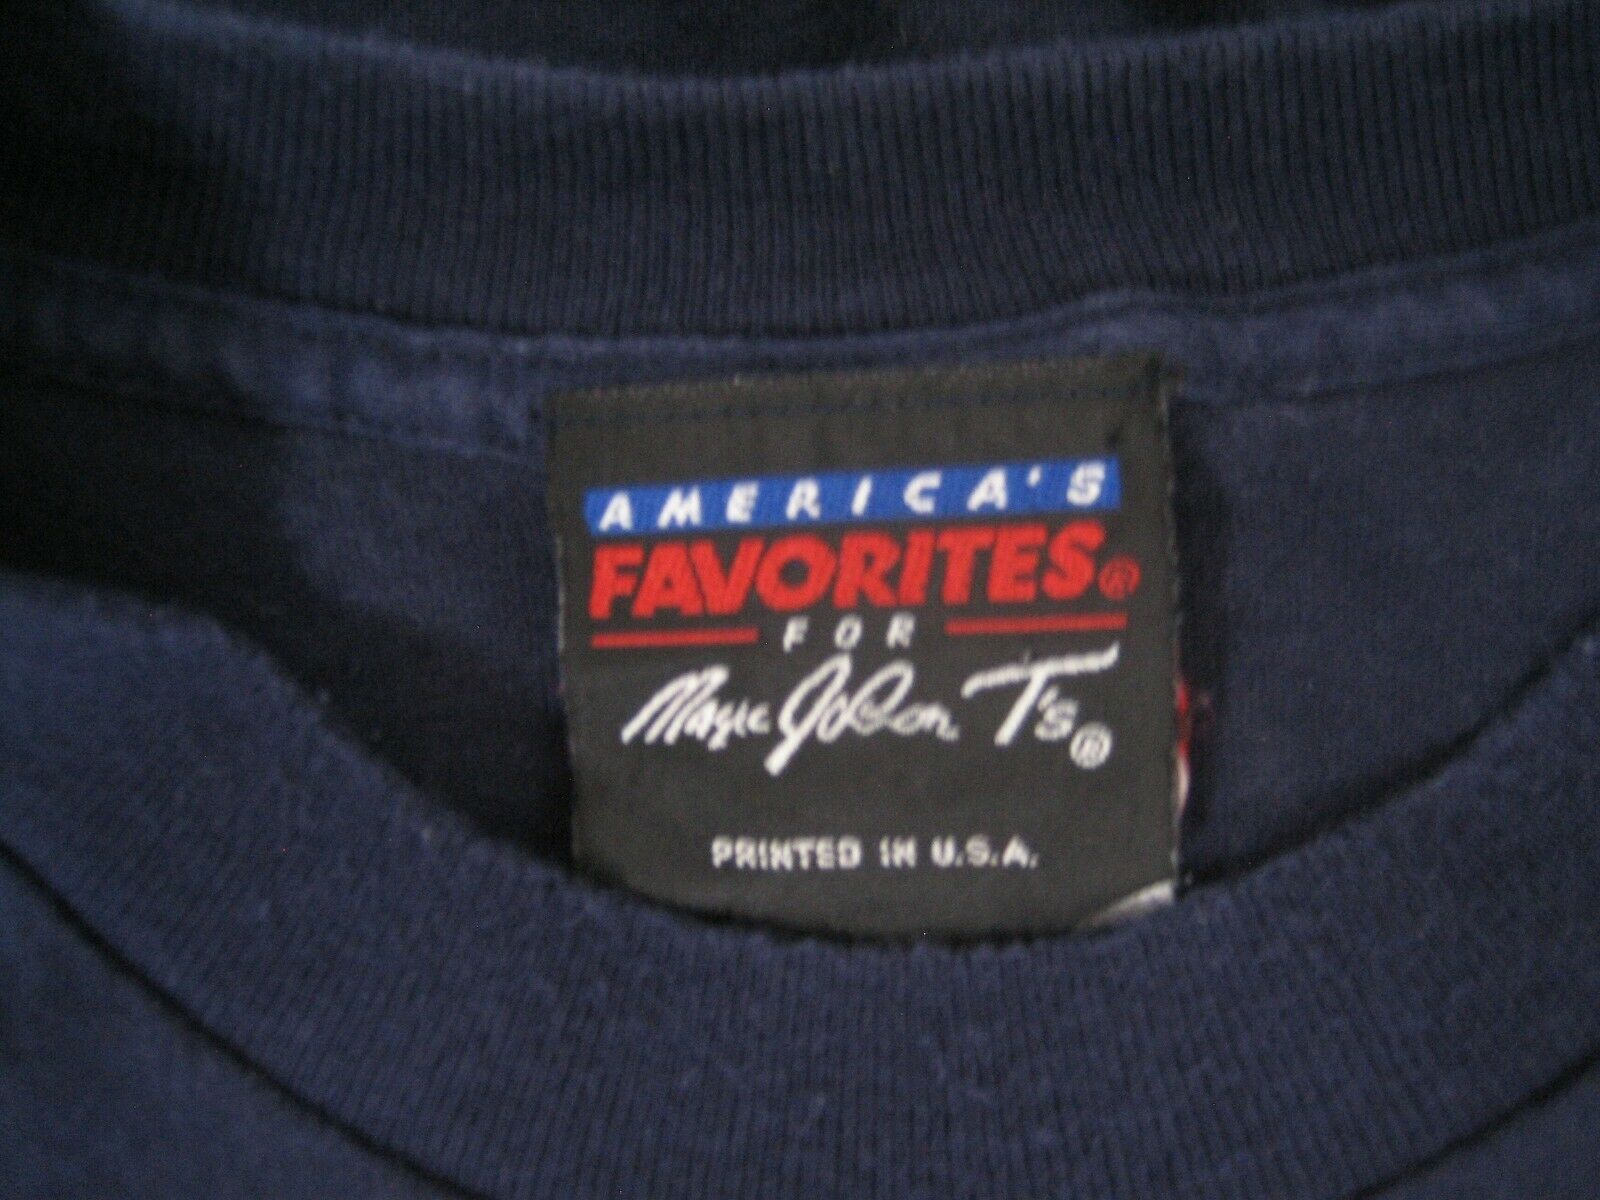 AMERICA'S
FAVORITES®
FOR
Magic Johnson T's®
PRINTED IN U.S.A.